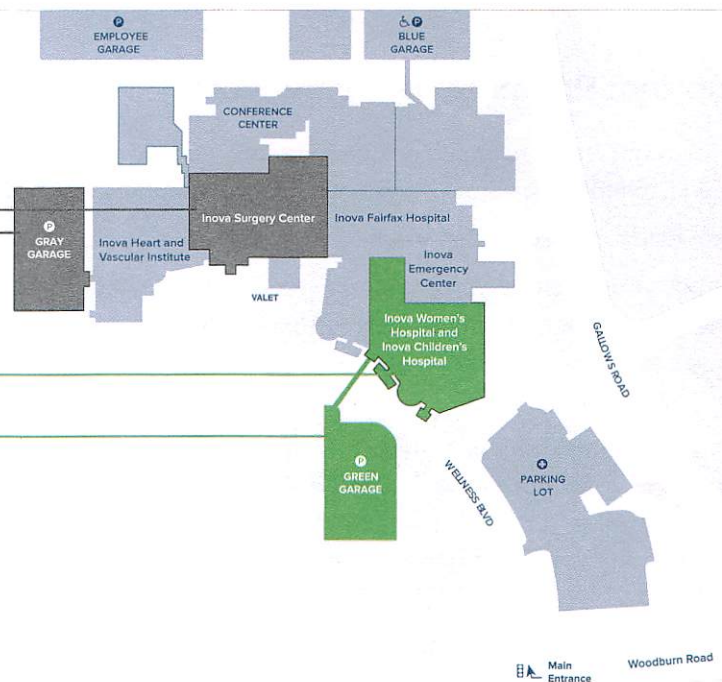 P
EMPLOYEE
GARAGE
P
BLUE
GARAGE
CONFERENCE
CENTER
Inova Surgery Center
Inova Fairfax Hospital
P
GRAY
GARAGE
Inova Heart and
Vascular Institute
Inova
Emergency
Center
VALET
Inova Women's
Hospital and
Inova Children's
Hospital
GALLOWS ROAD
P
GREEN
GARAGE
WELLNESS BLVD
PARKING
LOT
Main
Entrance
Woodburn Road